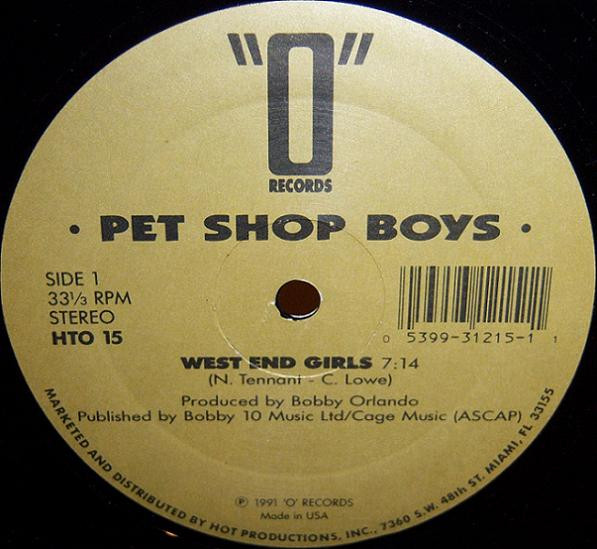 "O"
RECORDS
• PET SHOP BOYS •
SIDE 1
33⅓ RPM
STEREO
HTO 15
0 5399-31215-1 1
WEST END GIRLS 7:14
(N. Tennant - C. Lowe)
Produced by Bobby Orlando
Published by Bobby 10 Music Ltd/Cage Music (ASCAP)
℗ 1991 'O' RECORDS
Made in USA
MARKETED AND DISTRIBUTED BY HOT PRODUCTIONS, INC., 7360 S.W. 48th ST. MIAMI, FL 33155